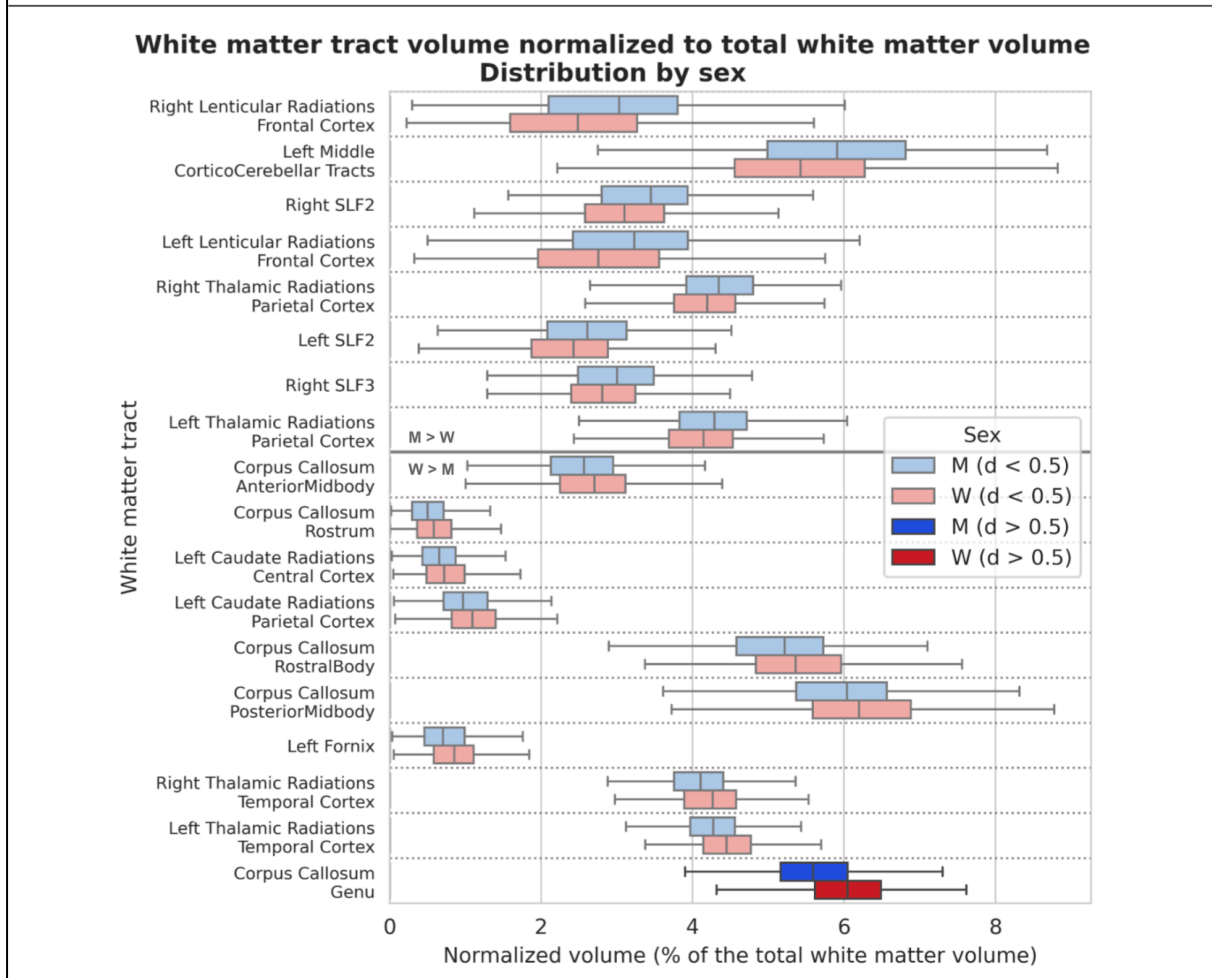 White matter tract volume normalized to total white matter volume
Distribution by sex
Right Lenticular Radiations
Frontal Cortex
Left Middle
CorticoCerebellar Tracts
Right SLF2
Left Lenticular Radiations
Frontal Cortex
Right Thalamic Radiations
Parietal Cortex
Left SLF2
Right SLF3
Left Thalamic Radiations
Parietal Cortex
M > W
W > M
Corpus Callosum
AnteriorMidbody
Corpus Callosum
Rostrum
Left Caudate Radiations
Central Cortex
Left Caudate Radiations
Parietal Cortex
Corpus Callosum
RostralBody
Corpus Callosum
PosteriorMidbody
Left Fornix
Right Thalamic Radiations
Temporal Cortex
Left Thalamic Radiations
Temporal Cortex
Corpus Callosum
Genu
White matter tract
Sex
M (d < 0.5)
W (d < 0.5)
M (d > 0.5)
W (d > 0.5)
0 2 4 6 8
Normalized volume (% of the total white matter volume)